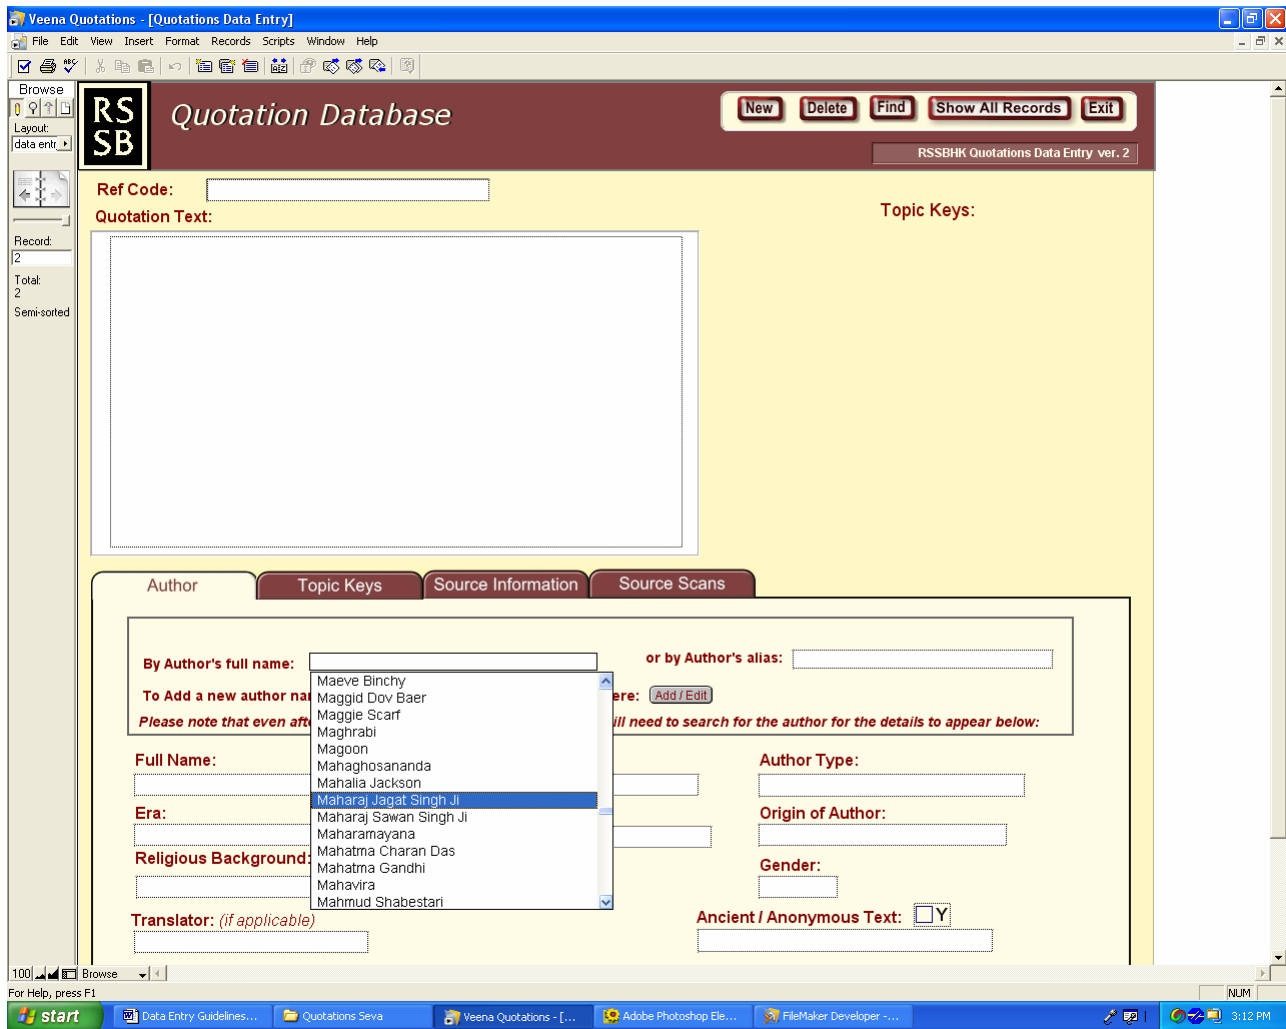 Veena Quotations - [Quotations Data Entry]
File Edit View Insert Format Records Scripts Window Help
Browse
Layout:
data entr
Record:
2
Total:
2
Semi-sorted
RS
SB
Quotation Database
New Delete Find Show All Records Exit
RSSBHK Quotations Data Entry ver. 2
Ref Code:
Quotation Text:
Topic Keys:
Author Topic Keys Source Information Source Scans
By Author's full name:
or by Author's alias:
To Add a new author na ere: Add / Edit
Please note that even afte ill need to search for the author for the details to appear below:
Maeve Binchy
Maggid Dov Baer
Maggie Scarf
Maghrabi
Magoon
Mahaghosananda
Mahalia Jackson
Maharaj Jagat Singh Ji
Maharaj Sawan Singh Ji
Maharamayana
Mahatma Charan Das
Mahatma Gandhi
Mahavira
Mahmud Shabestari
Full Name:
Author Type:
Era:
Origin of Author:
Religious Background:
Gender:
Translator: (if applicable)
Ancient / Anonymous Text: Y
100 Browse
For Help, press F1
NUM
start Data Entry Guidelines... Quotations Seva Veena Quotations - [... Adobe Photoshop Ele... FileMaker Developer -... 3:12 PM